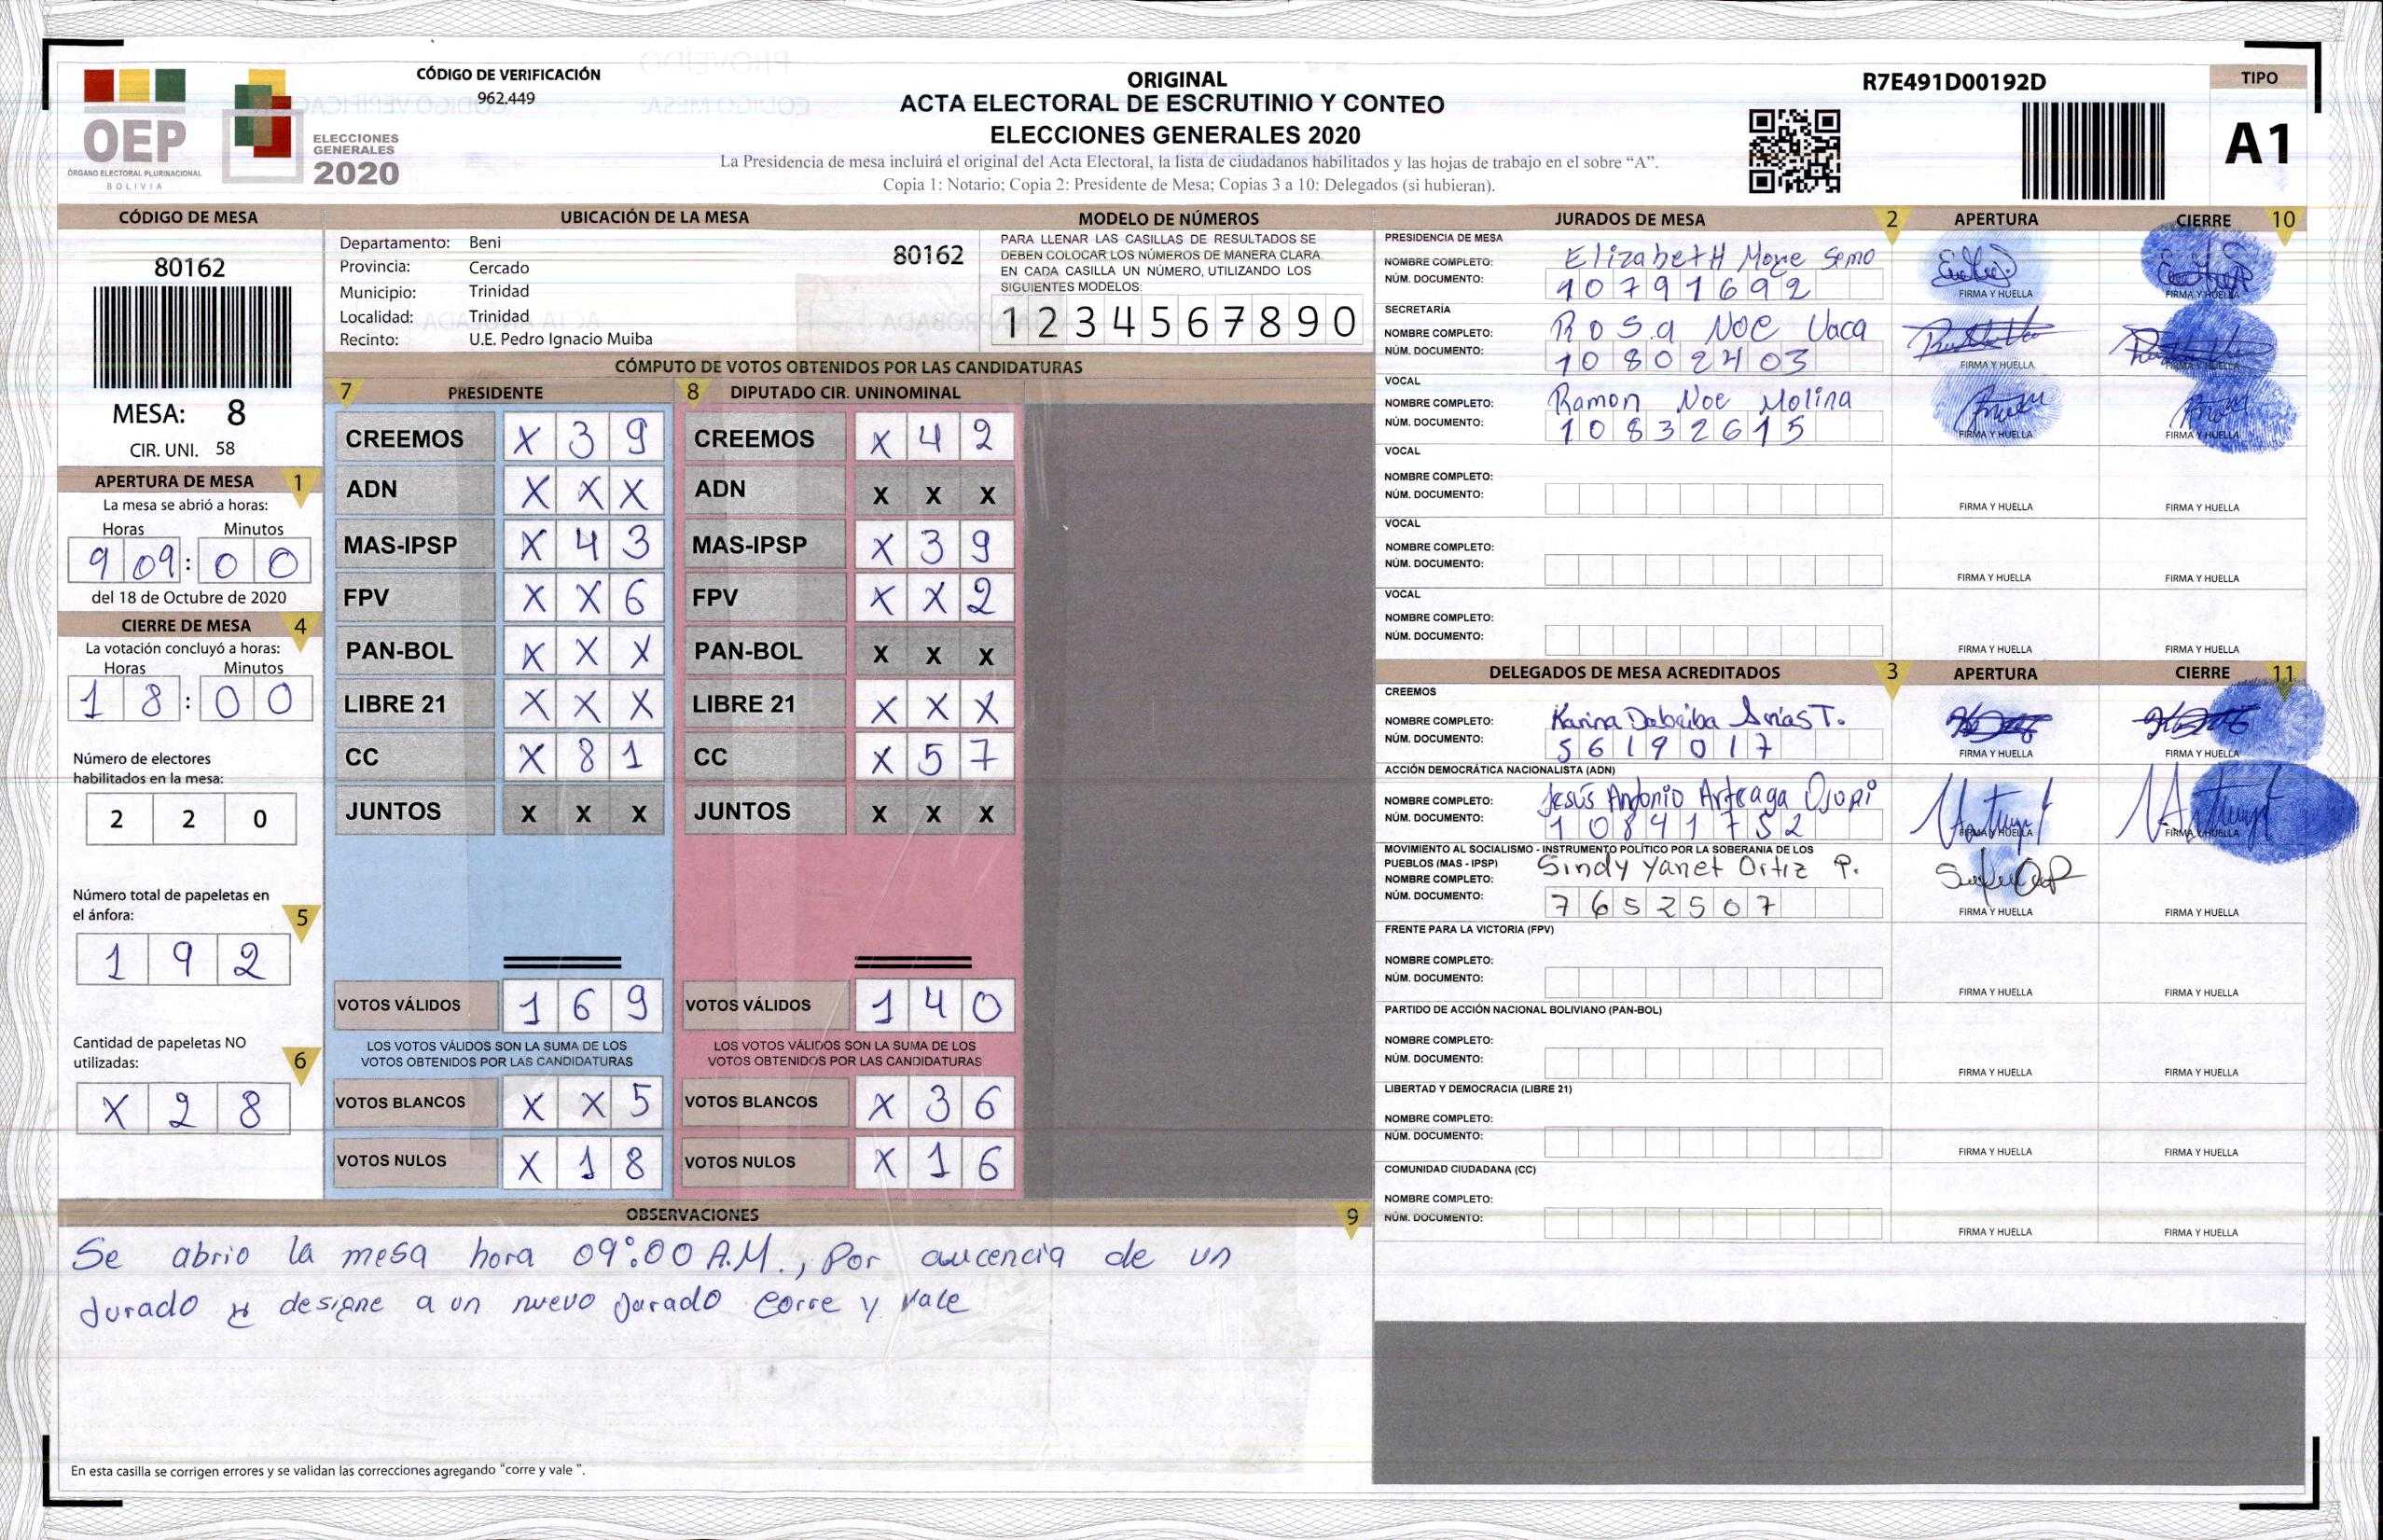 CÓDIGO DE VERIFICACIÓN
962.449
OEP
ÓRGANO ELECTORAL PLURINACIONAL
BOLIVIA
ELECCIONES
GENERALES
2020
ORIGINAL
ACTA ELECTORAL DE ESCRUTINIO Y CONTEO
ELECCIONES GENERALES 2020
La Presidencia de mesa incluirá el original del Acta Electoral, la lista de ciudadanos habilitados y las hojas de trabajo en el sobre “A”.
Copia 1: Notario; Copia 2: Presidente de Mesa; Copias 3 a 10: Delegados (si hubieran).
R7E491D00192D
TIPO
A1
CÓDIGO DE MESA
80162
MESA: 8
CIR. UNI. 58
APERTURA DE MESA 1
La mesa se abrió a horas:
Horas Minutos
9 09 : 0 0
del 18 de Octubre de 2020
CIERRE DE MESA 4
La votación concluyó a horas:
Horas Minutos
1 8 : 0 0
Número de electores
habilitados en la mesa:
2 2 0
Número total de papeletas en
el ánfora: 5
1 9 2
Cantidad de papeletas NO
utilizadas: 6
X 2 8
UBICACIÓN DE LA MESA
Departamento: Beni 80162
Provincia: Cercado
Municipio: Trinidad
Localidad: Trinidad
Recinto: U.E. Pedro Ignacio Muiba
MODELO DE NÚMEROS
PARA LLENAR LAS CASILLAS DE RESULTADOS SE
DEBEN COLOCAR LOS NÚMEROS DE MANERA CLARA.
EN CADA CASILLA UN NÚMERO, UTILIZANDO LOS
SIGUIENTES MODELOS:
1 2 3 4 5 6 7 8 9 0
CÓMPUTO DE VOTOS OBTENIDOS POR LAS CANDIDATURAS
7 PRESIDENTE 8 DIPUTADO CIR. UNINOMINAL
CREEMOS X 3 9 CREEMOS X 4 2
ADN X X X ADN X X X
MAS-IPSP X 4 3 MAS-IPSP X 3 9
FPV X X 6 FPV X X 2
PAN-BOL X X X PAN-BOL X X X
LIBRE 21 X X X LIBRE 21 X X X
CC X 8 1 CC X 5 7
JUNTOS X X X JUNTOS X X X
VOTOS VÁLIDOS 1 6 9 VOTOS VÁLIDOS 1 4 0
LOS VOTOS VÁLIDOS SON LA SUMA DE LOS LOS VOTOS VÁLIDOS SON LA SUMA DE LOS
VOTOS OBTENIDOS POR LAS CANDIDATURAS VOTOS OBTENIDOS POR LAS CANDIDATURAS
VOTOS BLANCOS X X 5 VOTOS BLANCOS X 3 6
VOTOS NULOS X 1 8 VOTOS NULOS X 1 6
JURADOS DE MESA 2 APERTURA CIERRE 10
PRESIDENCIA DE MESA
NOMBRE COMPLETO: ElizabetH Moye Semo
NÚM. DOCUMENTO: 10791692 FIRMA Y HUELLA FIRMA Y HUELLA
SECRETARÍA
NOMBRE COMPLETO: Rosa Noe Vaca
NÚM. DOCUMENTO: 10802403 FIRMA Y HUELLA FIRMA Y HUELLA
VOCAL
NOMBRE COMPLETO: Ramon Noe Molina
NÚM. DOCUMENTO: 10832615 FIRMA Y HUELLA FIRMA Y HUELLA
VOCAL
NOMBRE COMPLETO:
NÚM. DOCUMENTO: FIRMA Y HUELLA FIRMA Y HUELLA
VOCAL
NOMBRE COMPLETO:
NÚM. DOCUMENTO: FIRMA Y HUELLA FIRMA Y HUELLA
VOCAL
NOMBRE COMPLETO:
NÚM. DOCUMENTO: FIRMA Y HUELLA FIRMA Y HUELLA
DELEGADOS DE MESA ACREDITADOS 3 APERTURA CIERRE 11
CREEMOS
NOMBRE COMPLETO: Karina Dabeiba Arias T.
NÚM. DOCUMENTO: 5619017 FIRMA Y HUELLA FIRMA Y HUELLA
ACCIÓN DEMOCRÁTICA NACIONALISTA (ADN)
NOMBRE COMPLETO: Jesús Antonio Arteaga Ojopi
NÚM. DOCUMENTO: 10841752 FIRMA Y HUELLA FIRMA Y HUELLA
MOVIMIENTO AL SOCIALISMO - INSTRUMENTO POLÍTICO POR LA SOBERANIA DE LOS
PUEBLOS (MAS - IPSP)
NOMBRE COMPLETO: Sindy Yanet Ortiz P.
NÚM. DOCUMENTO: 7652507 FIRMA Y HUELLA FIRMA Y HUELLA
FRENTE PARA LA VICTORIA (FPV)
NOMBRE COMPLETO:
NÚM. DOCUMENTO: FIRMA Y HUELLA FIRMA Y HUELLA
PARTIDO DE ACCIÓN NACIONAL BOLIVIANO (PAN-BOL)
NOMBRE COMPLETO:
NÚM. DOCUMENTO: FIRMA Y HUELLA FIRMA Y HUELLA
LIBERTAD Y DEMOCRACIA (LIBRE 21)
NOMBRE COMPLETO:
NÚM. DOCUMENTO: FIRMA Y HUELLA FIRMA Y HUELLA
COMUNIDAD CIUDADANA (CC)
NOMBRE COMPLETO:
NÚM. DOCUMENTO: FIRMA Y HUELLA FIRMA Y HUELLA
OBSERVACIONES 9
Se abrio la mesa hora 09:00 A.M., Por aucencia de un
Jurado designe a un nuevo Jurado Corre y Vale
En esta casilla se corrigen errores y se validan las correcciones agregando “corre y vale ”.